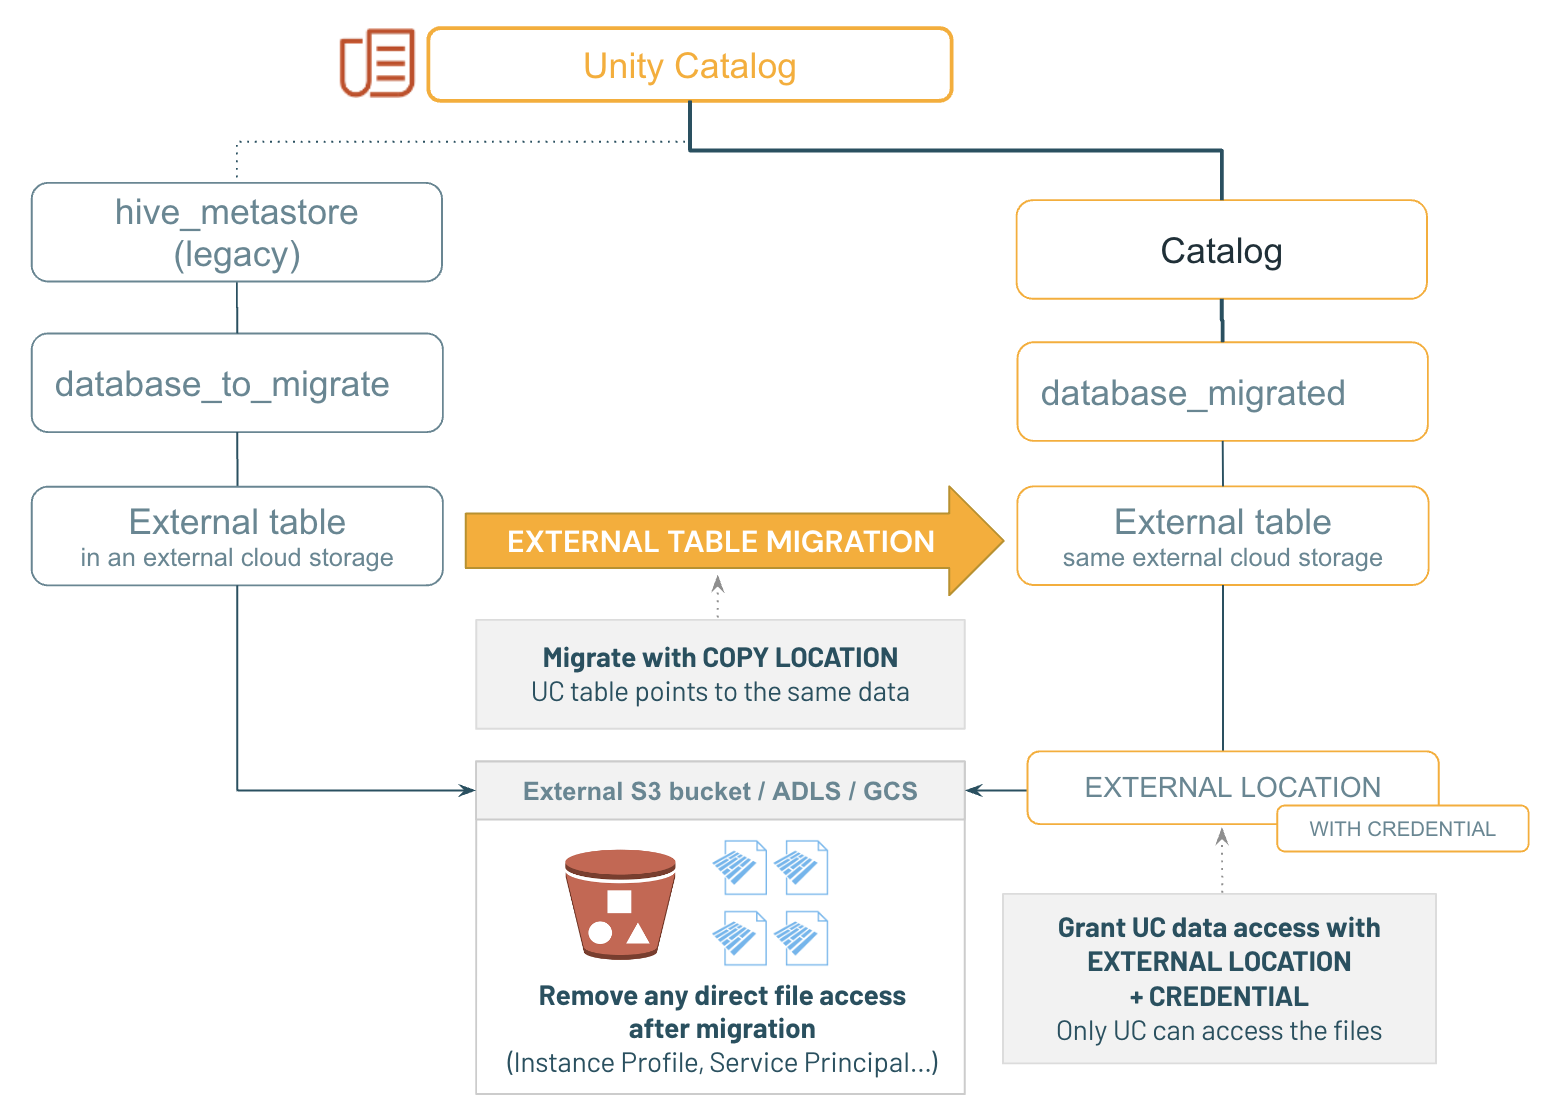 Unity Catalog
hive_metastore
(legacy)
Catalog
database_to_migrate
database_migrated
External table
in an external cloud storage
EXTERNAL TABLE MIGRATION
External table
same external cloud storage
Migrate with COPY LOCATION
UC table points to the same data
External S3 bucket / ADLS / GCS
EXTERNAL LOCATION
WITH CREDENTIAL
Remove any direct file access
after migration
(Instance Profile, Service Principal...)
Grant UC data access with
EXTERNAL LOCATION
+ CREDENTIAL
Only UC can access the files